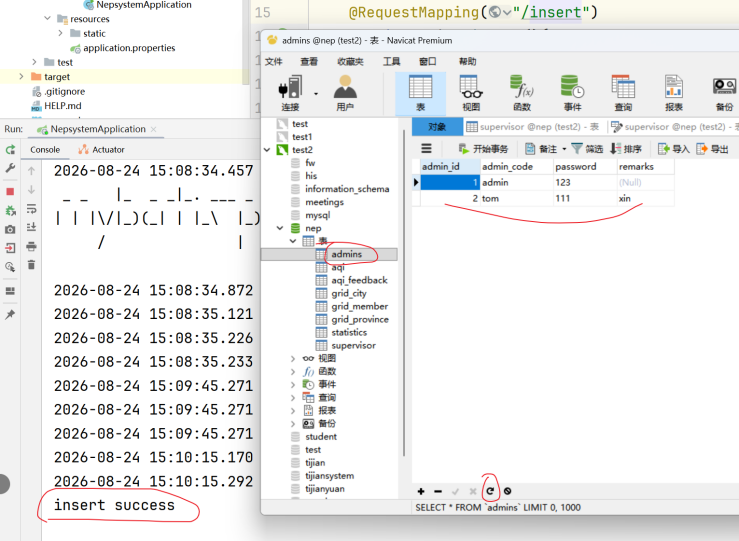 NepsystemApplication
resources
static
application.properties
test
target
.gitignore
HELP.md
15
@RequestMapping("/insert")
Run:
NepsystemApplication
Console
Actuator
2026-08-24 15:08:34.457
2026-08-24 15:08:34.872
2026-08-24 15:08:35.121
2026-08-24 15:08:35.226
2026-08-24 15:08:35.233
2026-08-24 15:09:45.271
2026-08-24 15:09:45.271
2026-08-24 15:09:45.271
2026-08-24 15:10:15.170
2026-08-24 15:10:15.292
insert success
admins @nep (test2) - 表 - Navicat Premium
文件 查看 收藏夹 工具 窗口 帮助
连接 用户 表 视图 函数 事件 查询 报表 备份
test
test1
test2
fw
his
information_schema
meetings
mysql
nep
表
admins
aqi
aqi_feedback
grid_city
grid_member
grid_province
statistics
supervisor
视图
函数
事件
查询
报表
备份
student
test
tijian
tijiansystem
tijianyuan
对象 supervisor @nep (test2) - 表 supervisor @nep (test2) - 表
开始事务 备注 筛选 排序 导入 导出
admin_id admin_code password remarks
1 admin 123 (Null)
2 tom 111 xin
SELECT * FROM `admins` LIMIT 0, 1000